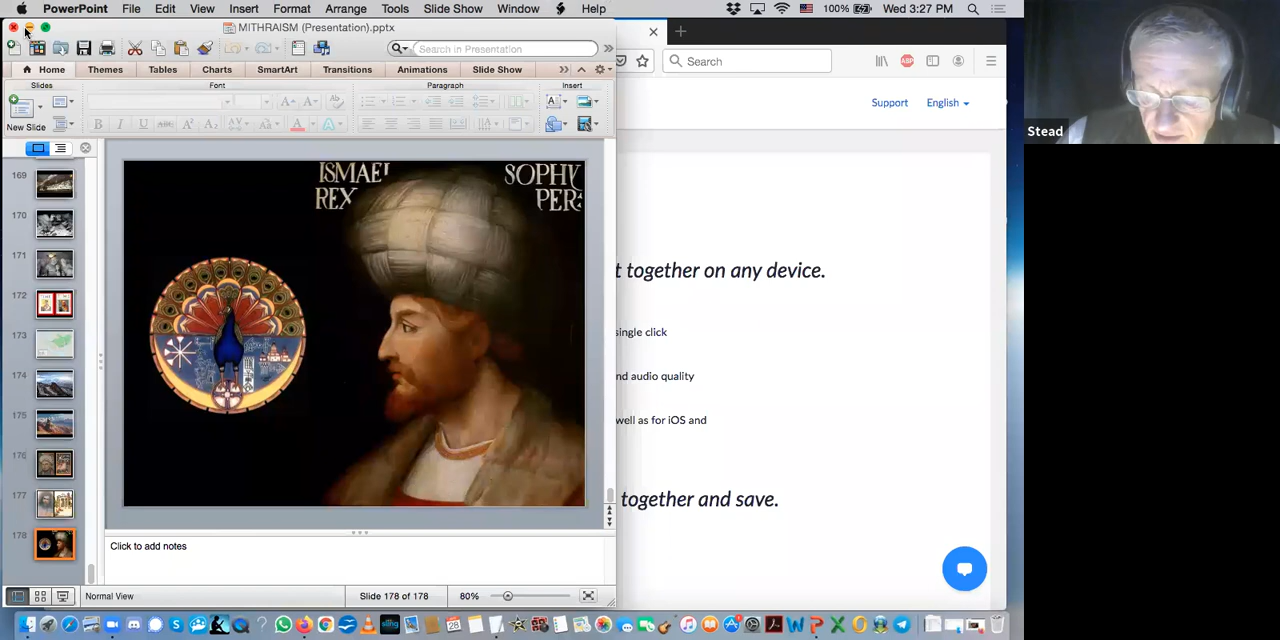 PowerPoint File Edit View Insert Format Arrange Tools Slide Show Window Help 100% Wed 3:27 PM
MITHRAISM (Presentation).pptx
Search in Presentation
Search
Home Themes Tables Charts SmartArt Transitions Animations Slide Show
Slides Font Paragraph Insert
New Slide
Support English
Stead
169
170
171
172
173
174
175
176
177
178
ISMAEL SOPHY
REX PER
t together on any device.
single click
nd audio quality
well as for iOS and
together and save.
Click to add notes
Normal View Slide 178 of 178 80%